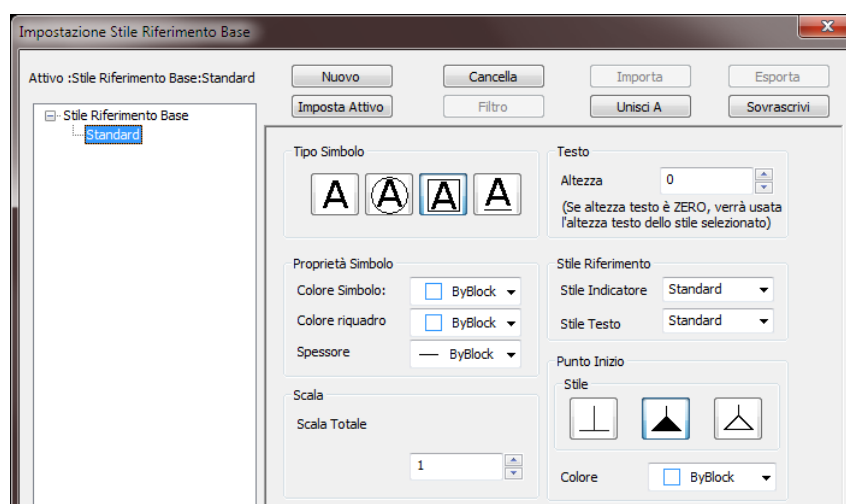 Impostazione Stile Riferimento Base
Attivo :Stile Riferimento Base:Standard
Nuovo Cancella Importa Esporta
Imposta Attivo Filtro Unisci A Sovrascrivi
Stile Riferimento Base
Standard
Tipo Simbolo
A A A A
Proprietà Simbolo
Colore Simbolo: ByBlock
Colore riquadro ByBlock
Spessore ByBlock
Scala
Scala Totale
1
Testo
Altezza 0
(Se altezza testo è ZERO, verrà usata
l'altezza testo dello stile selezionato)
Stile Riferimento
Stile Indicatore Standard
Stile Testo Standard
Punto Inizio
Stile
Colore ByBlock